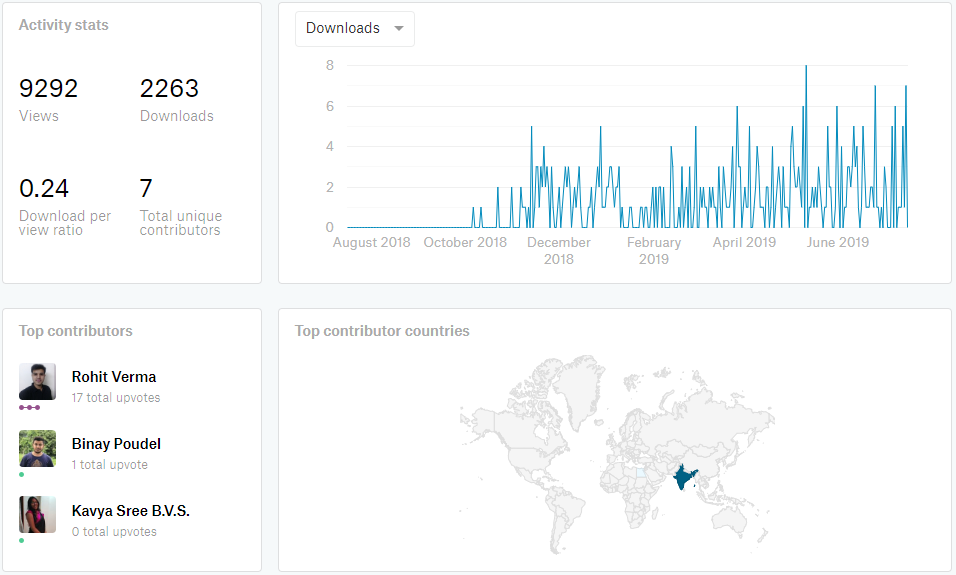 Activity stats
9292
Views
2263
Downloads
0.24
Download per
view ratio
7
Total unique
contributors
Downloads
8
6
4
2
0
August 2018
October 2018
December
2018
February
2019
April 2019
June 2019
Top contributors
Rohit Verma
17 total upvotes
Binay Poudel
1 total upvote
Kavya Sree B.V.S.
0 total upvotes
Top contributor countries